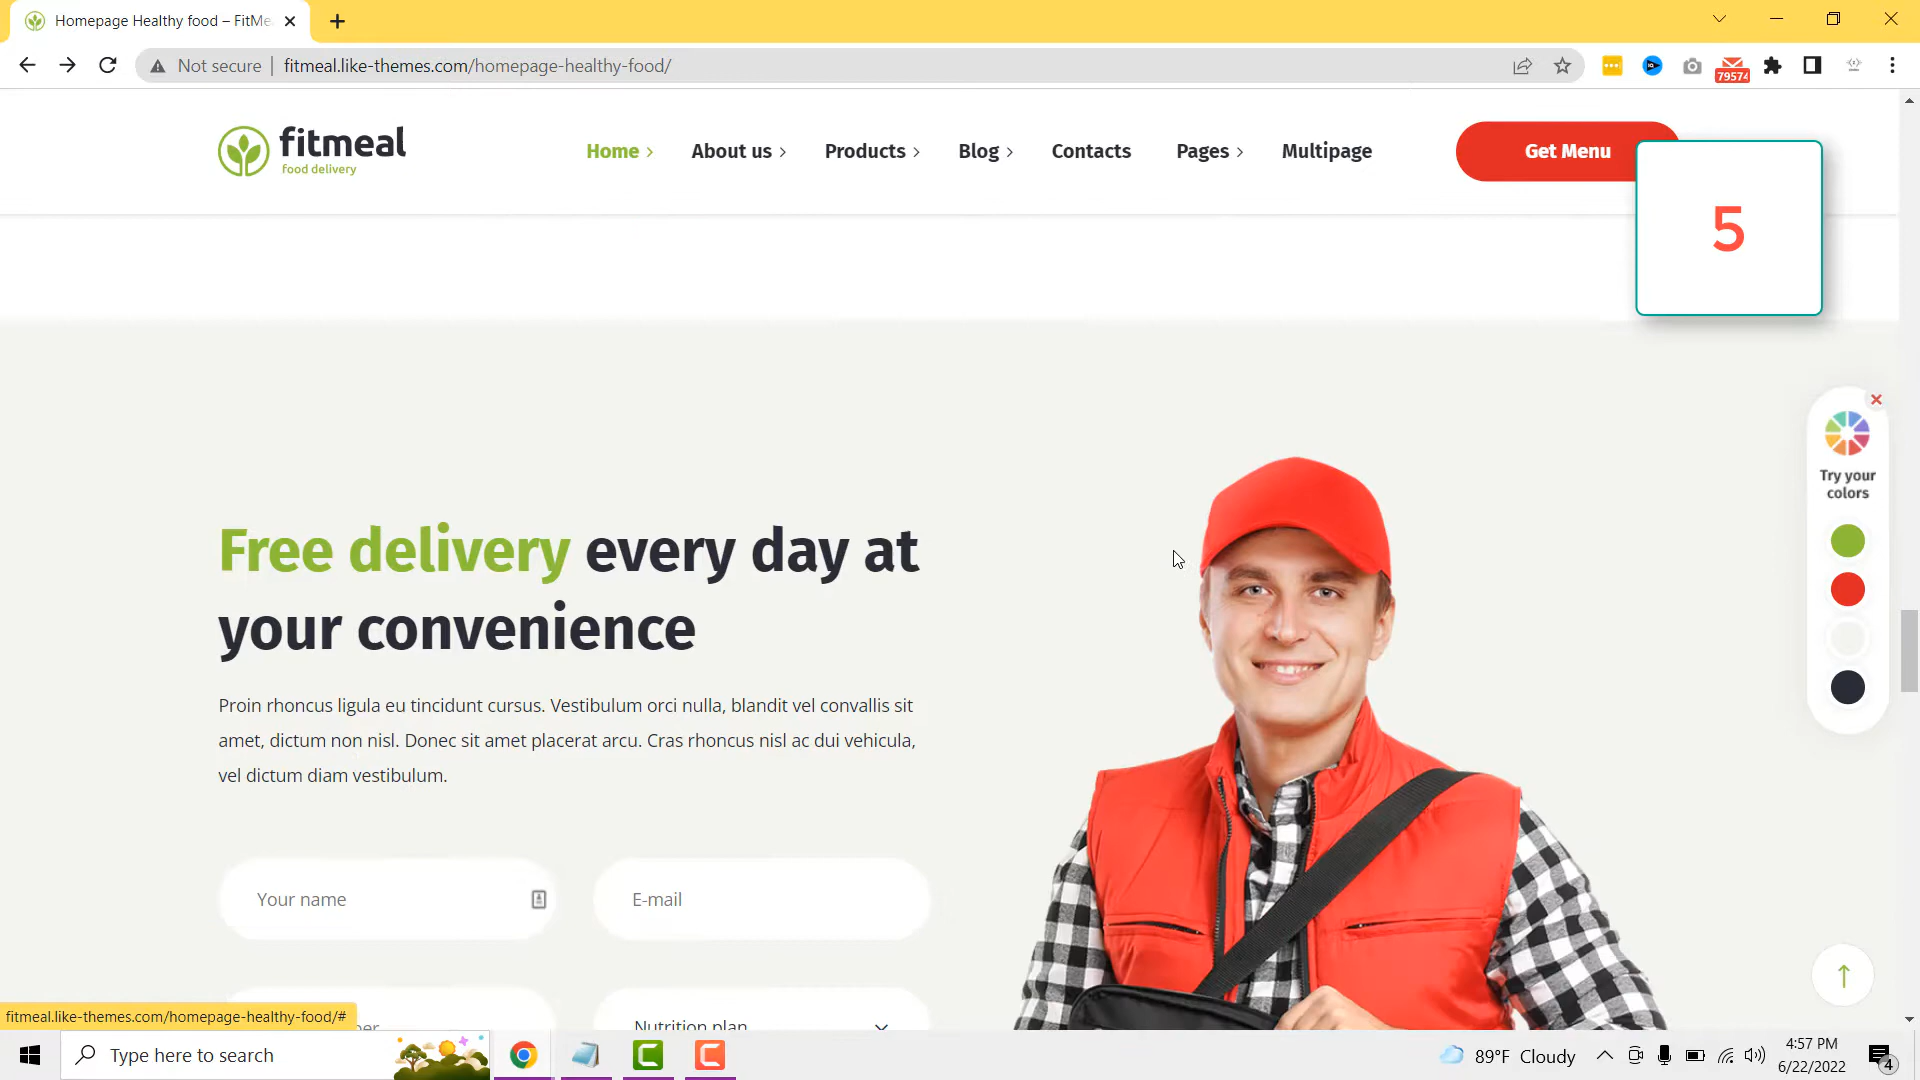 Homepage Healthy food – FitMe
Not secure
fitmeal.like-themes.com/homepage-healthy-food/
79574
fitmeal
food delivery
Home
About us
Products
Blog
Contacts
Pages
Multipage
Get Menu
5
Try your
colors
Free delivery every day at
your convenience
Proin rhoncus ligula eu tincidunt cursus. Vestibulum orci nulla, blandit vel convallis sit
amet, dictum non nisl. Donec sit amet placerat arcu. Cras rhoncus nisl ac dui vehicula,
vel dictum diam vestibulum.
Your name
E-mail
Nutrition plan
fitmeal.like-themes.com/homepage-healthy-food/#
Type here to search
89°F Cloudy
4:57 PM
6/22/2022
4